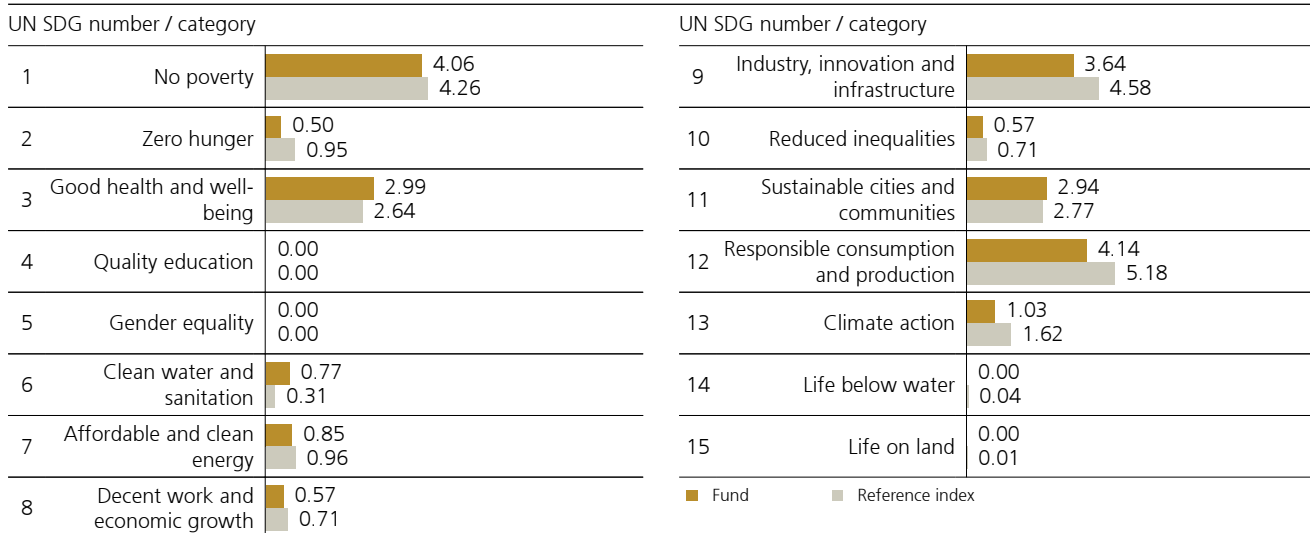 UN SDG number / category
1 No poverty 4.06
4.26
2 Zero hunger 0.50
0.95
3 Good health and well-
being 2.99
2.64
4 Quality education 0.00
0.00
5 Gender equality 0.00
0.00
6 Clean water and
sanitation 0.77
0.31
7 Affordable and clean
energy 0.85
0.96
8 Decent work and
economic growth 0.57
0.71
UN SDG number / category
9 Industry, innovation and
infrastructure 3.64
4.58
10 Reduced inequalities 0.57
0.71
11 Sustainable cities and
communities 2.94
2.77
12 Responsible consumption
and production 4.14
5.18
13 Climate action 1.03
1.62
14 Life below water 0.00
0.04
15 Life on land 0.00
0.01
Fund Reference index